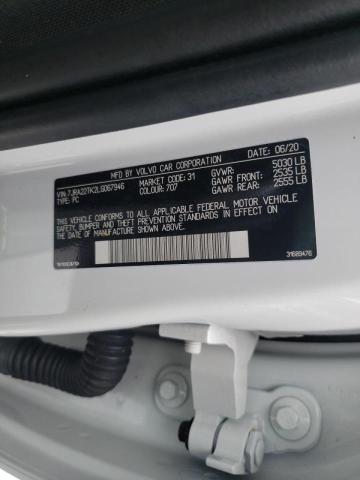 MFD BY VOLVO CAR CORPORATION DATE: 06/20
VIN: 7JRA22TK2LG067946 MARKET CODE: 31 GVWR: 5030 LB
TYPE: PC COLOUR: 707 GAWR FRONT: 2535 LB
GAWR REAR: 2555 LB
THIS VEHICLE CONFORMS TO ALL APPLICABLE FEDERAL MOTOR VEHICLE
SAFETY, BUMPER AND THEFT PREVENTION STANDARDS IN EFFECT ON THE
DATE OF MANUFACTURE SHOWN ABOVE.
31689476